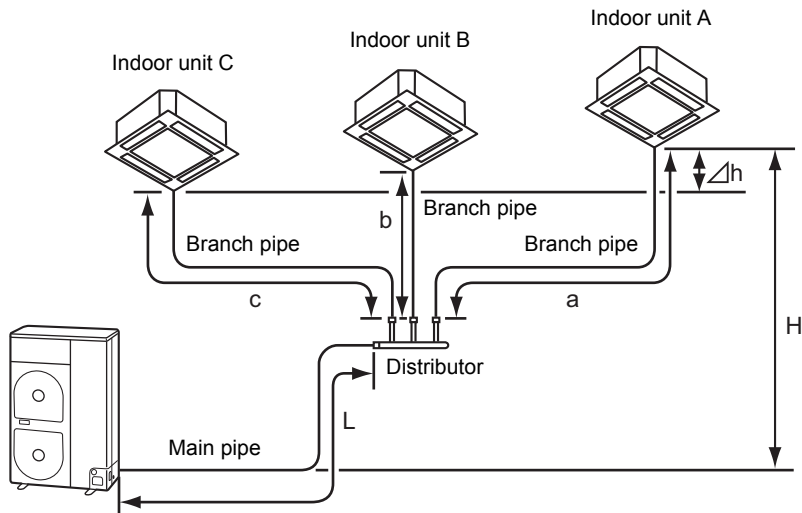 Indoor unit A
Indoor unit B
Indoor unit C
⊿h
Branch pipe
b
Branch pipe
Branch pipe
c
a
H
Distributor
L
Main pipe